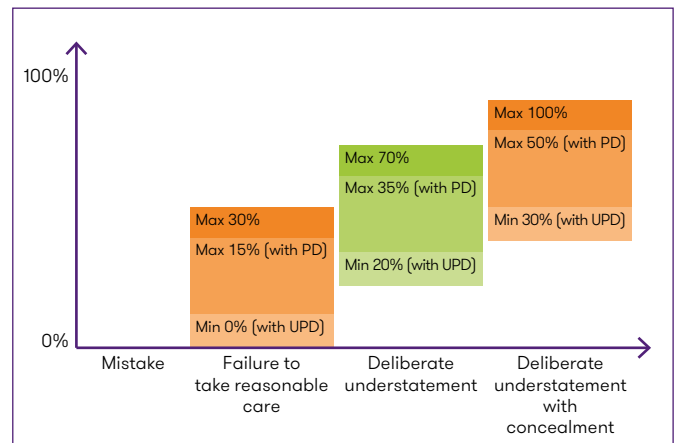 100%
Max 100%
Max 50% (with PD)
Min 30% (with UPD)
Max 70%
Max 35% (with PD)
Min 20% (with UPD)
Max 30%
Max 15% (with PD)
Min 0% (with UPD)
0%
Mistake
Failure to
take reasonable
care
Deliberate
understatement
Deliberate
understatement
with
concealment